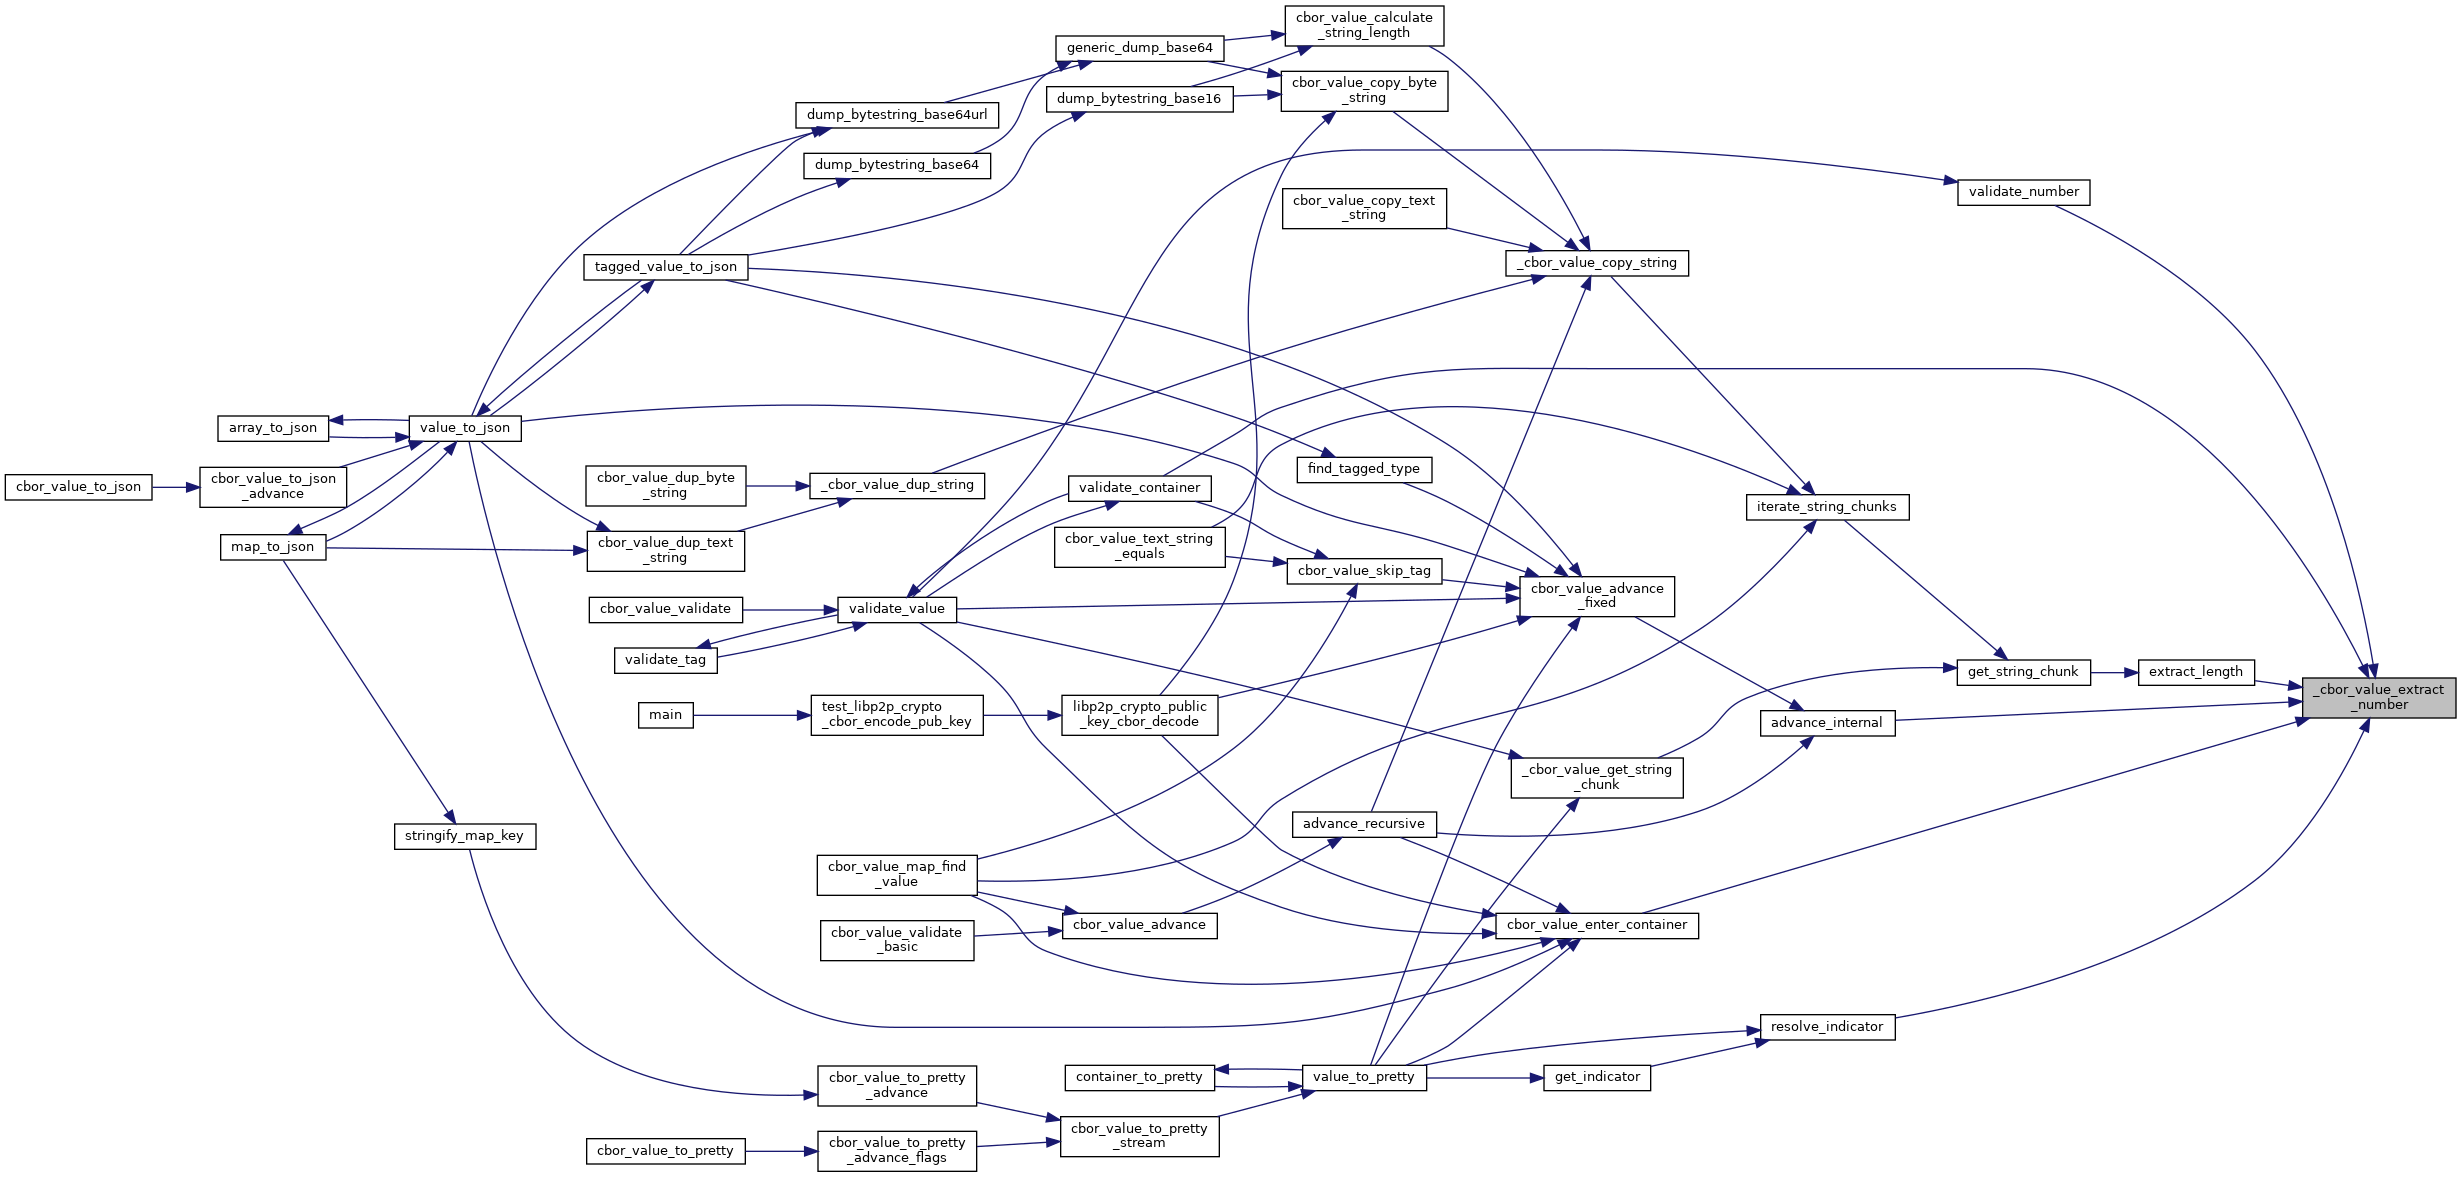 cbor_value_calculate
_string_length
generic_dump_base64
cbor_value_copy_byte
_string
dump_bytestring_base16
dump_bytestring_base64url
dump_bytestring_base64
validate_number
cbor_value_copy_text
_string
_cbor_value_copy_string
tagged_value_to_json
array_to_json
value_to_json
find_tagged_type
cbor_value_to_json
cbor_value_to_json
_advance
cbor_value_dup_byte
_string
_cbor_value_dup_string
validate_container
iterate_string_chunks
map_to_json
cbor_value_dup_text
_string
cbor_value_text_string
_equals
cbor_value_skip_tag
cbor_value_advance
_fixed
cbor_value_validate
validate_value
validate_tag
get_string_chunk
extract_length
_cbor_value_extract
_number
main
test_libp2p_crypto
_cbor_encode_pub_key
libp2p_crypto_public
_key_cbor_decode
advance_internal
_cbor_value_get_string
_chunk
advance_recursive
stringify_map_key
cbor_value_map_find
_value
cbor_value_validate
_basic
cbor_value_advance
cbor_value_enter_container
resolve_indicator
container_to_pretty
value_to_pretty
get_indicator
cbor_value_to_pretty
_advance
cbor_value_to_pretty
_stream
cbor_value_to_pretty
cbor_value_to_pretty
_advance_flags